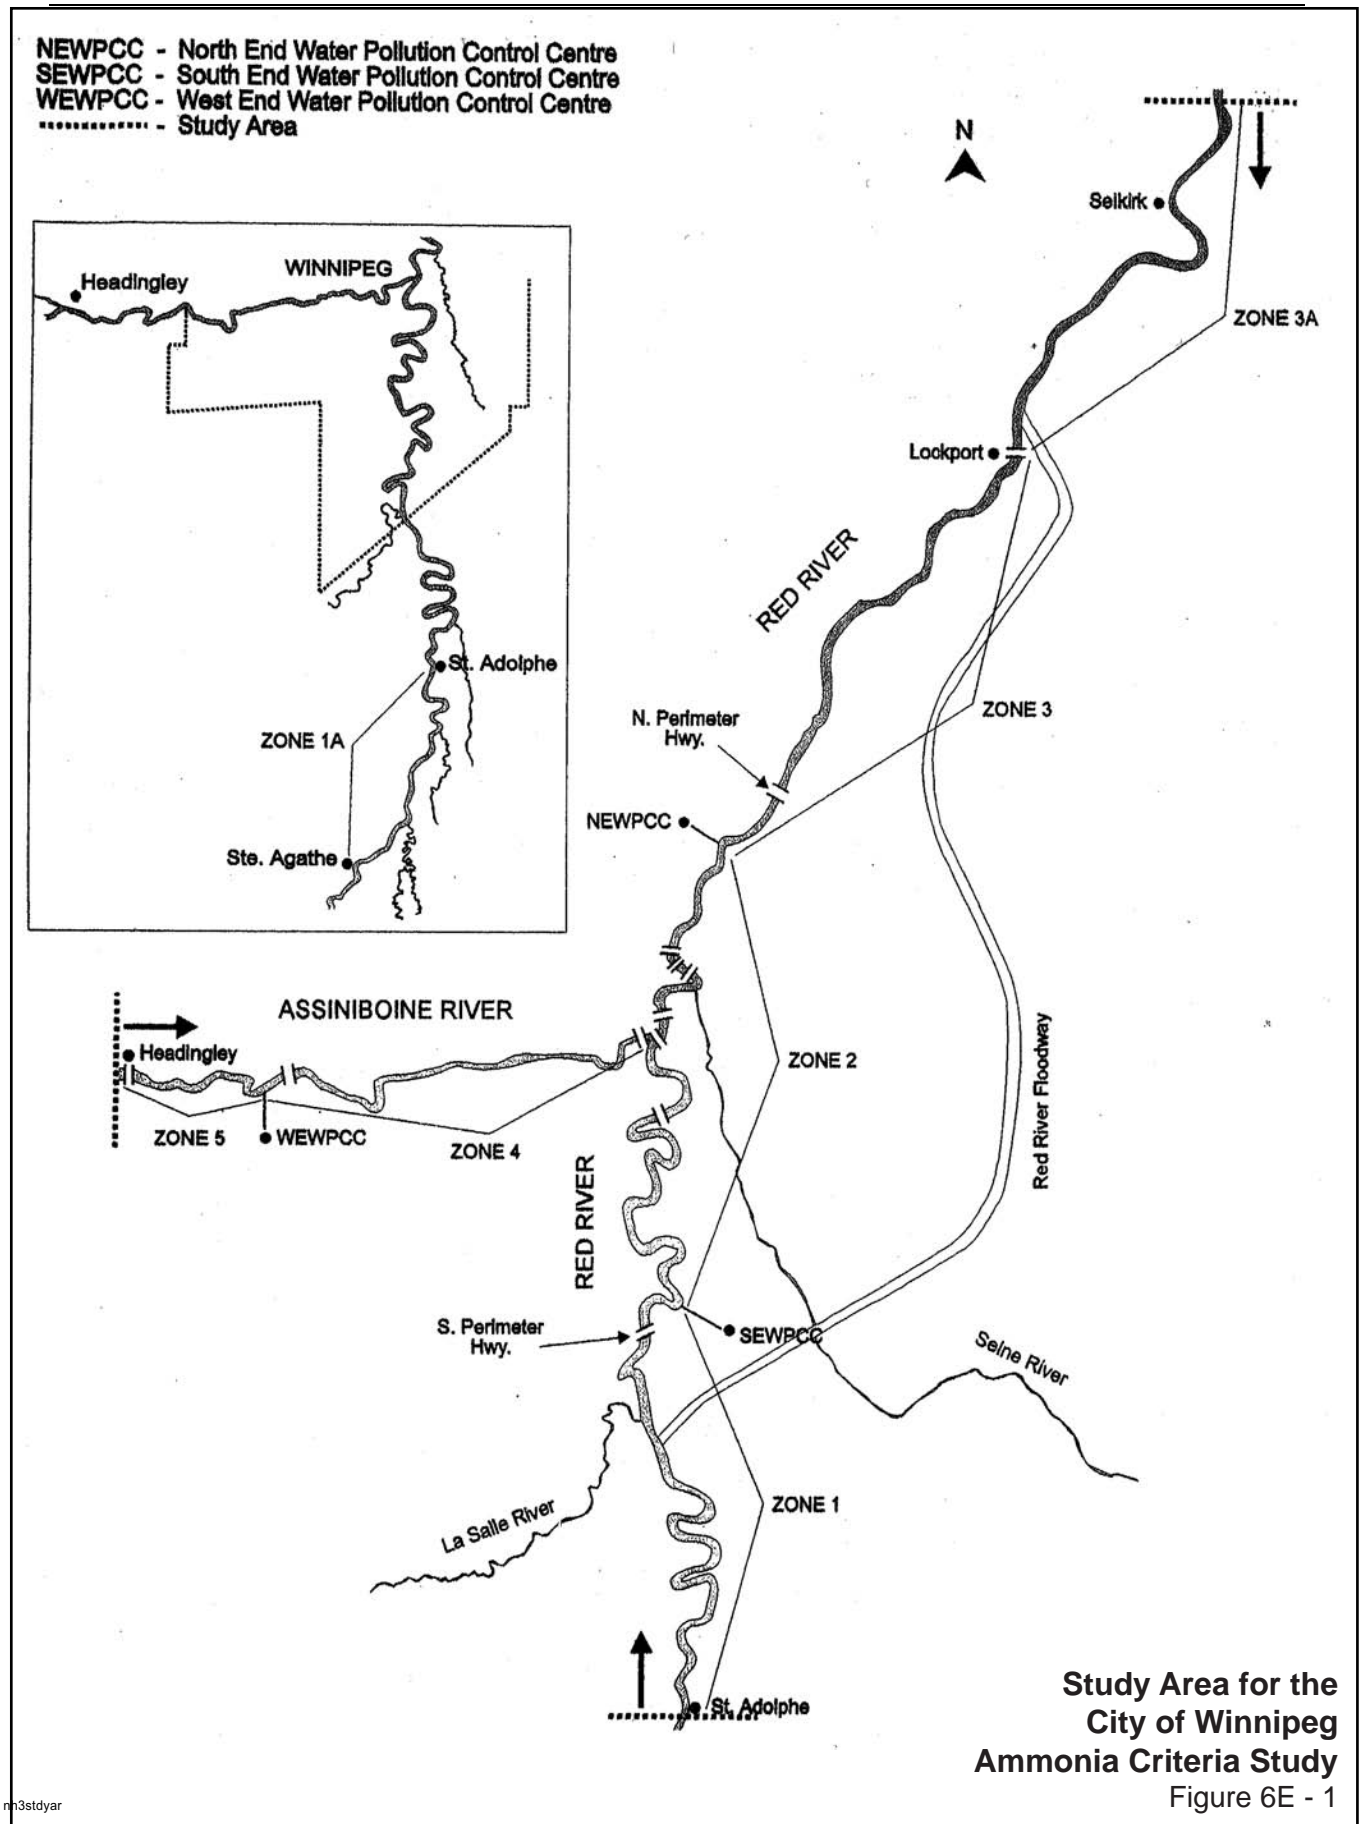 NEWPCC - North End Water Pollution Control Centre
SEWPCC - South End Water Pollution Control Centre
WEWPCC - West End Water Pollution Control Centre
- Study Area
N
Selkirk
ZONE 3A
Headingley
WINNIPEG
St. Adolphe
ZONE 1A
Ste. Agathe
Lockport
RED RIVER
ZONE 3
N. Perimeter
Hwy.
NEWPCC
ASSINIBOINE RIVER
Headingley
ZONE 5
WEWPCC
ZONE 4
ZONE 2
Red River Floodway
RED RIVER
S. Perimeter
Hwy.
SEWPCC
Seine River
La Salle River
ZONE 1
St. Adolphe
Study Area for the
City of Winnipeg
Ammonia Criteria Study
Figure 6E - 1
nh3stdyar